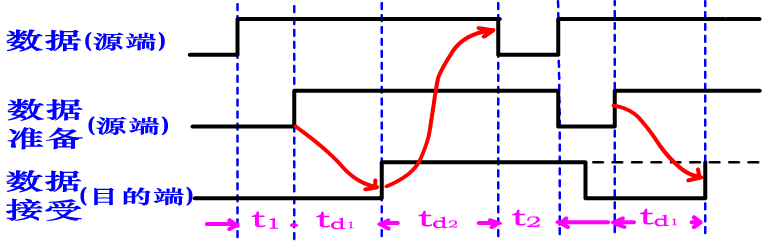 数据(源端)
数据
准备(源端)
数据
接受(目的端)
t1 td1 td2 t2 td1